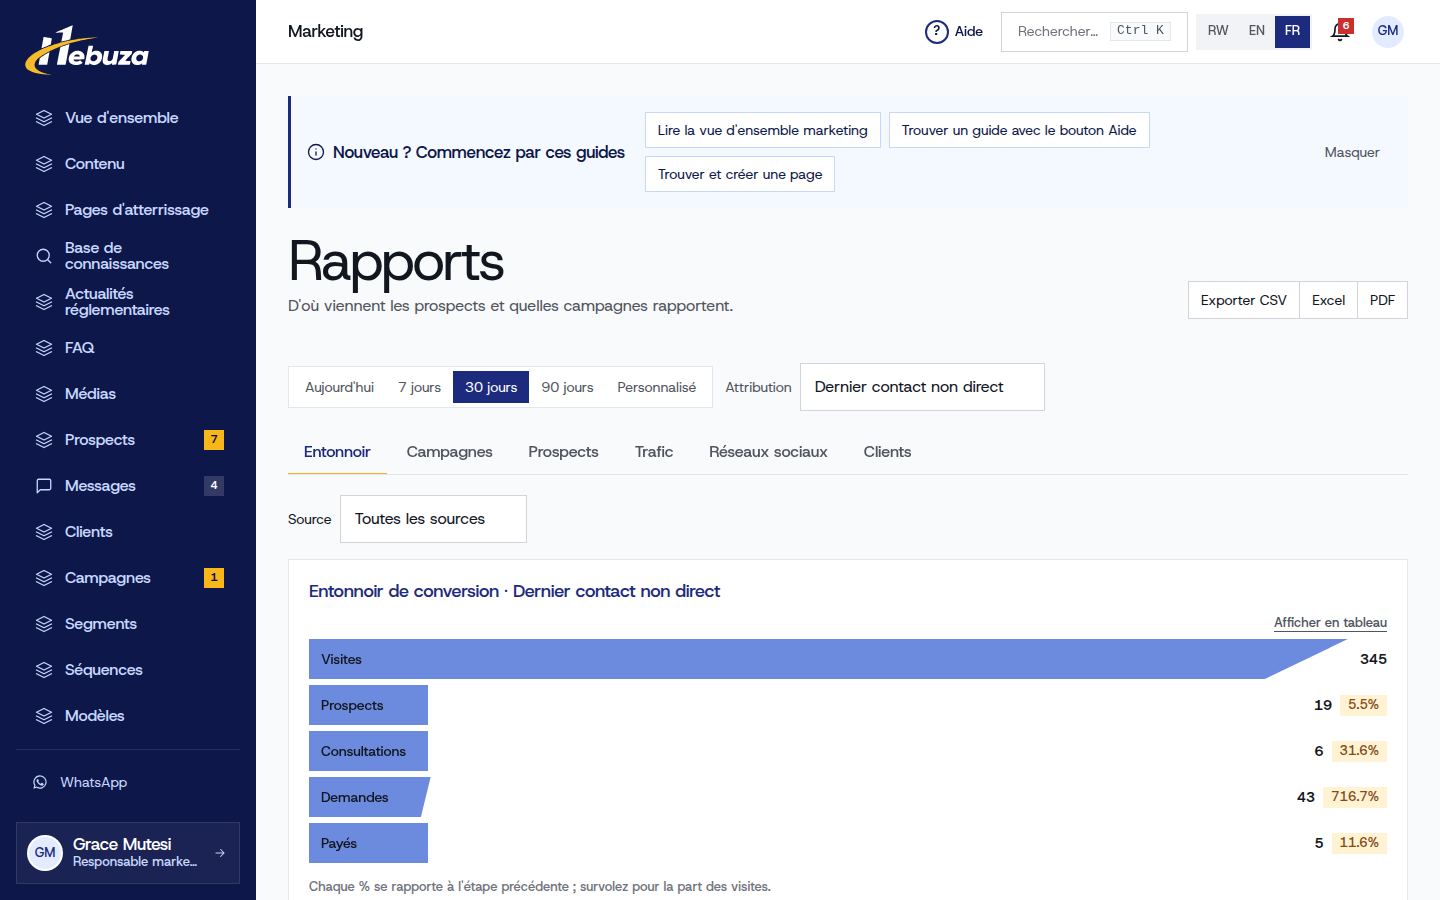 Hebuza
Vue d'ensemble
Contenu
Pages d'atterrissage
Base de
connaissances
Actualités
réglementaires
FAQ
Médias
Prospects 7
Messages 4
Clients
Campagnes 1
Segments
Séquences
Modèles
WhatsApp
GM
Grace Mutesi
Responsable marke...
Marketing
? Aide
Rechercher... Ctrl K
RW EN FR
6
GM
Nouveau ? Commencez par ces guides
Lire la vue d'ensemble marketing
Trouver un guide avec le bouton Aide
Trouver et créer une page
Masquer
Rapports
D'où viennent les prospects et quelles campagnes rapportent.
Exporter CSV Excel PDF
Aujourd'hui 7 jours 30 jours 90 jours Personnalisé
Attribution Dernier contact non direct
Entonnoir Campagnes Prospects Trafic Réseaux sociaux Clients
Source Toutes les sources
Entonnoir de conversion · Dernier contact non direct
Afficher en tableau
Visites 345
Prospects 19 5.5%
Consultations 6 31.6%
Demandes 43 716.7%
Payés 5 11.6%
Chaque % se rapporte à l'étape précédente ; survolez pour la part des visites.